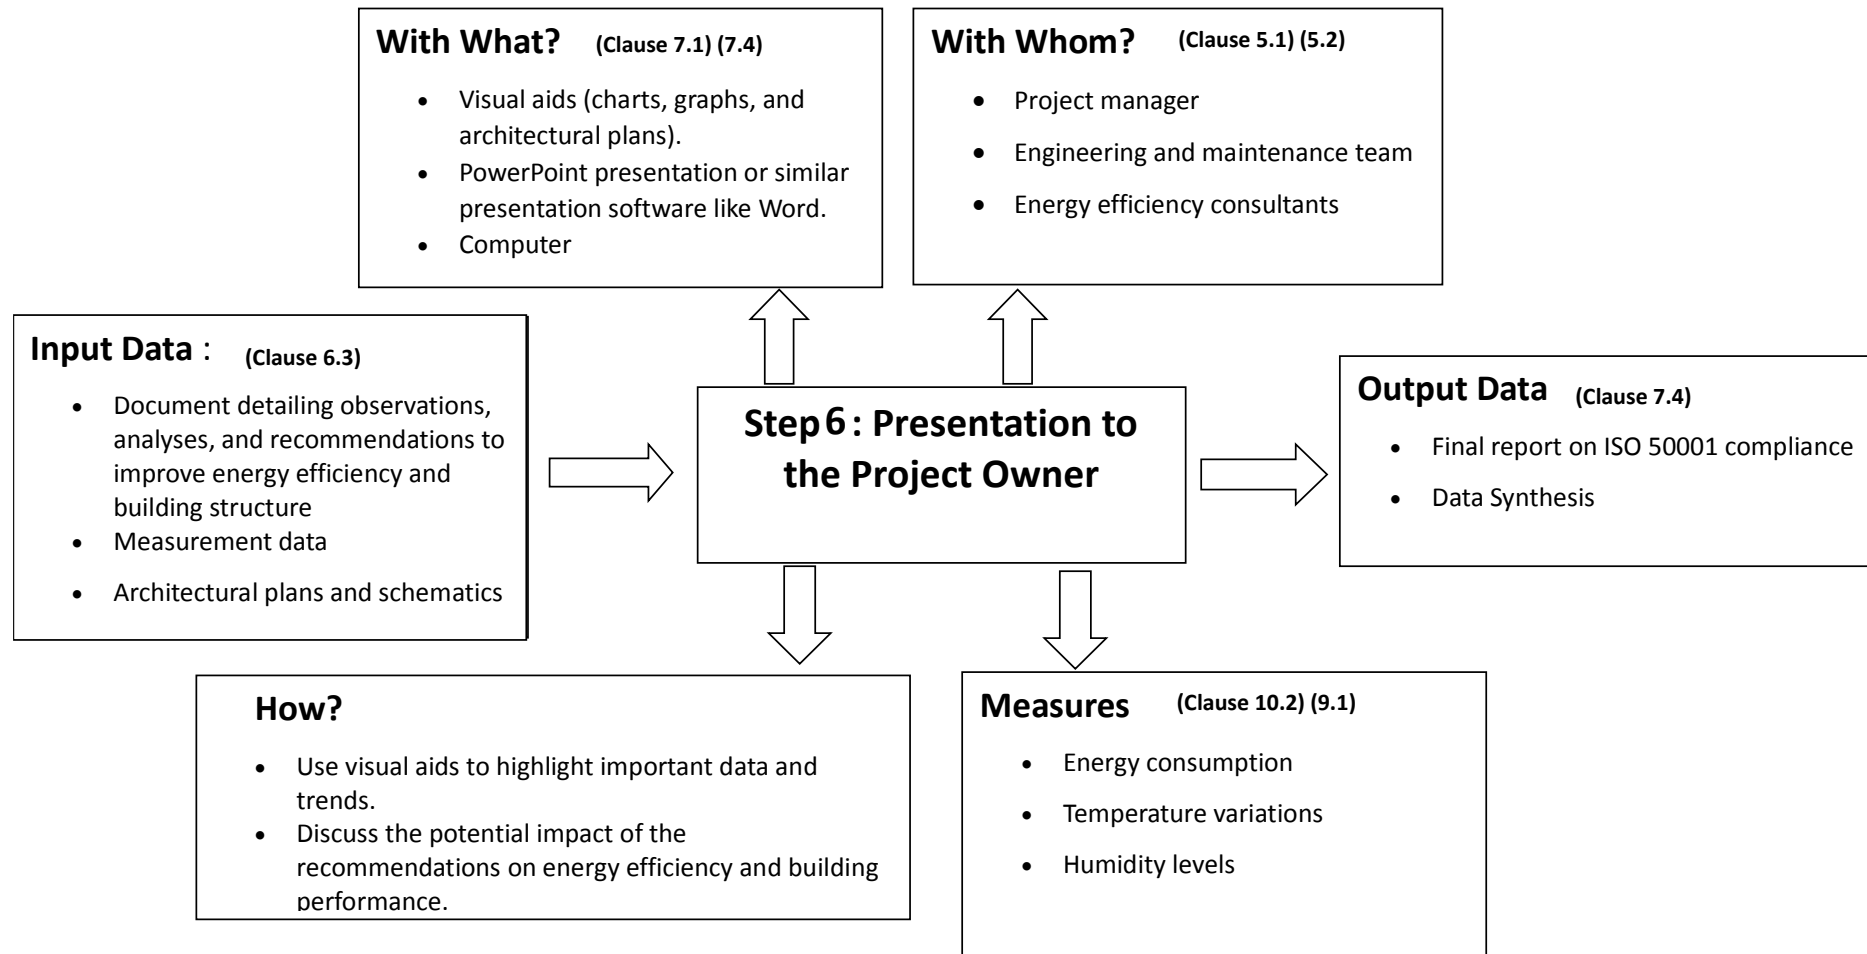 With What? (Clause 7.1) (7.4)
• Visual aids (charts, graphs, and
architectural plans).
• PowerPoint presentation or similar
presentation software like Word.
• Computer
With Whom? (Clause 5.1) (5.2)
• Project manager
• Engineering and maintenance team
• Energy efficiency consultants
Input Data : (Clause 6.3)
• Document detailing observations,
analyses, and recommendations to
improve energy efficiency and
building structure
• Measurement data
• Architectural plans and schematics
Step 6 : Presentation to
the Project Owner
Output Data (Clause 7.4)
• Final report on ISO 50001 compliance
• Data Synthesis
How?
• Use visual aids to highlight important data and
trends.
• Discuss the potential impact of the
recommendations on energy efficiency and building
performance.
Measures (Clause 10.2) (9.1)
• Energy consumption
• Temperature variations
• Humidity levels